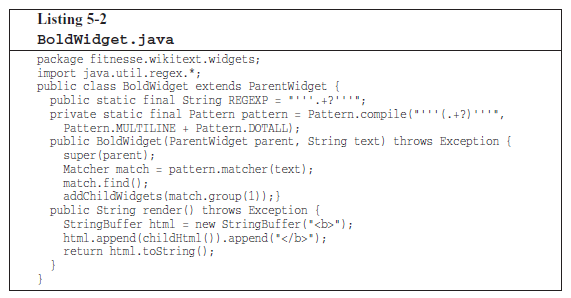 Listing 5-2
BoldWidget.java
package fitnesse.wikitext.widgets;
import java.util.regex.*;
public class BoldWidget extends ParentWidget {
  public static final String REGEXP = "'''.+?'''";
  private static final Pattern pattern = Pattern.compile("'''(.+?)'''",
    Pattern.MULTILINE + Pattern.DOTALL);
  public BoldWidget(ParentWidget parent, String text) throws Exception {
    super(parent);
    Matcher match = pattern.matcher(text);
    match.find();
    addChildWidgets(match.group(1));}
  public String render() throws Exception {
    StringBuffer html = new StringBuffer("<b>");
    html.append(childHtml()).append("</b>");
    return html.toString();
  }
}